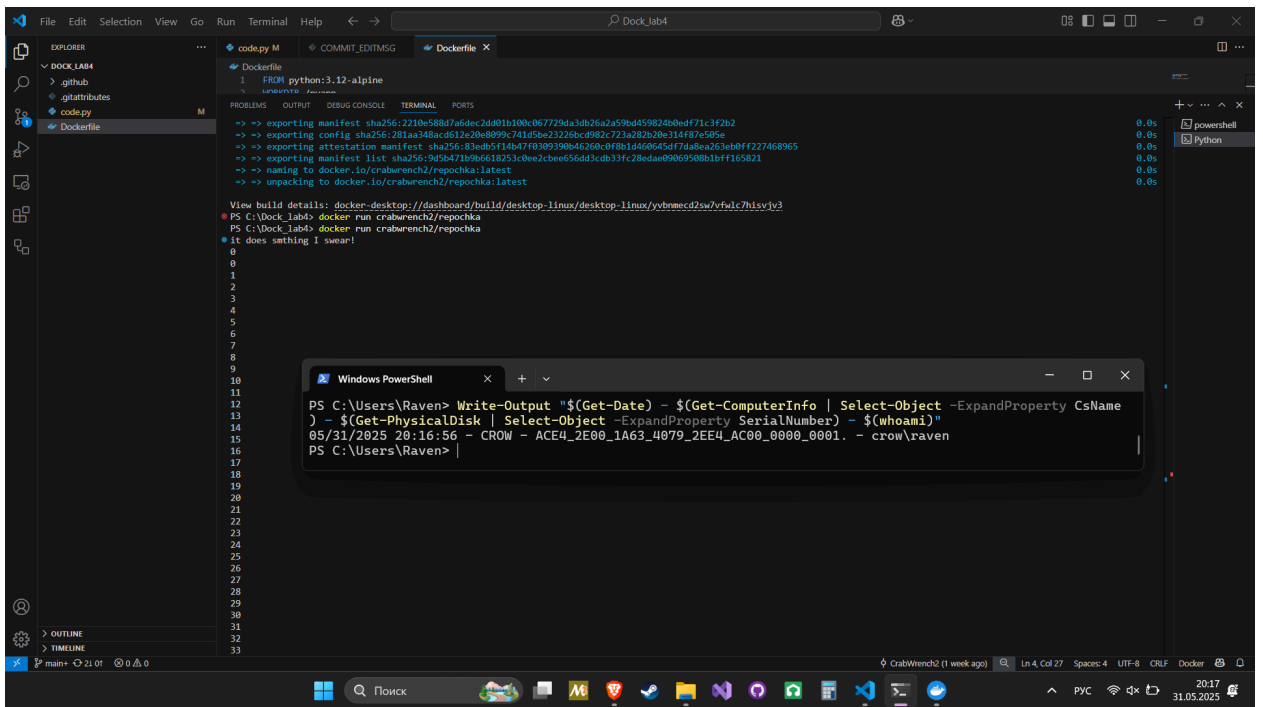 File Edit Selection View Go Run Terminal Help
Dock_lab4
EXPLORER
code.py M
COMMIT_EDITMSG
Dockerfile
DOCK_LAB4
.github
.gitattributes
code.py M
Dockerfile
Dockerfile
1 FROM python:3.12-alpine
PROBLEMS OUTPUT DEBUG CONSOLE TERMINAL PORTS
powershell
Python
=> => exporting manifest sha256:2210e588d7a6dec2dd01b100c067729da3db26a2a59bd459824b0edf71c3f2b2 0.0s
=> => exporting config sha256:281aa348acd612e20e8099c741d5be23226bcd982c723a282b20e314f87e505e 0.0s
=> => exporting attestation manifest sha256:83edb5f14b47f0309390b46260c0f8b1d460645df7da8ea263eb0ff227468965 0.0s
=> => exporting manifest list sha256:9d5b471b9b6618253c0ee2cbee656dd3cdb33fc28edae09069508b1bff165821 0.0s
=> => naming to docker.io/crabwrench2/repochka:latest 0.0s
=> => unpacking to docker.io/crabwrench2/repochka:latest 0.0s
View build details: docker-desktop://dashboard/build/desktop-linux/desktop-linux/yvbnmecd2sw7vfwlc7hisvjv3
PS C:\Dock_lab4> docker run crabwrench2/repochka
PS C:\Dock_lab4> docker run crabwrench2/repochka
it does smthing I swear!
0
0
1
2
3
4
5
6
7
8
9
10
11
12
13
14
15
16
17
18
19
20
21
22
23
24
25
26
27
28
29
30
31
32
33
Windows PowerShell
PS C:\Users\Raven> Write-Output "$(Get-Date) - $(Get-ComputerInfo | Select-Object -ExpandProperty CsName
) - $(Get-PhysicalDisk | Select-Object -ExpandProperty SerialNumber) - $(whoami)"
05/31/2025 20:16:56 - CROW - ACE4_2E00_1A63_4079_2EE4_AC00_0000_0001. - crow\raven
PS C:\Users\Raven>
OUTLINE
TIMELINE
main+ 2↓ 0↑ 0 0
CrabWrench2 (1 week ago) Ln 4, Col 27 Spaces: 4 UTF-8 CRLF Docker
Поиск
РУС
20:17
31.05.2025